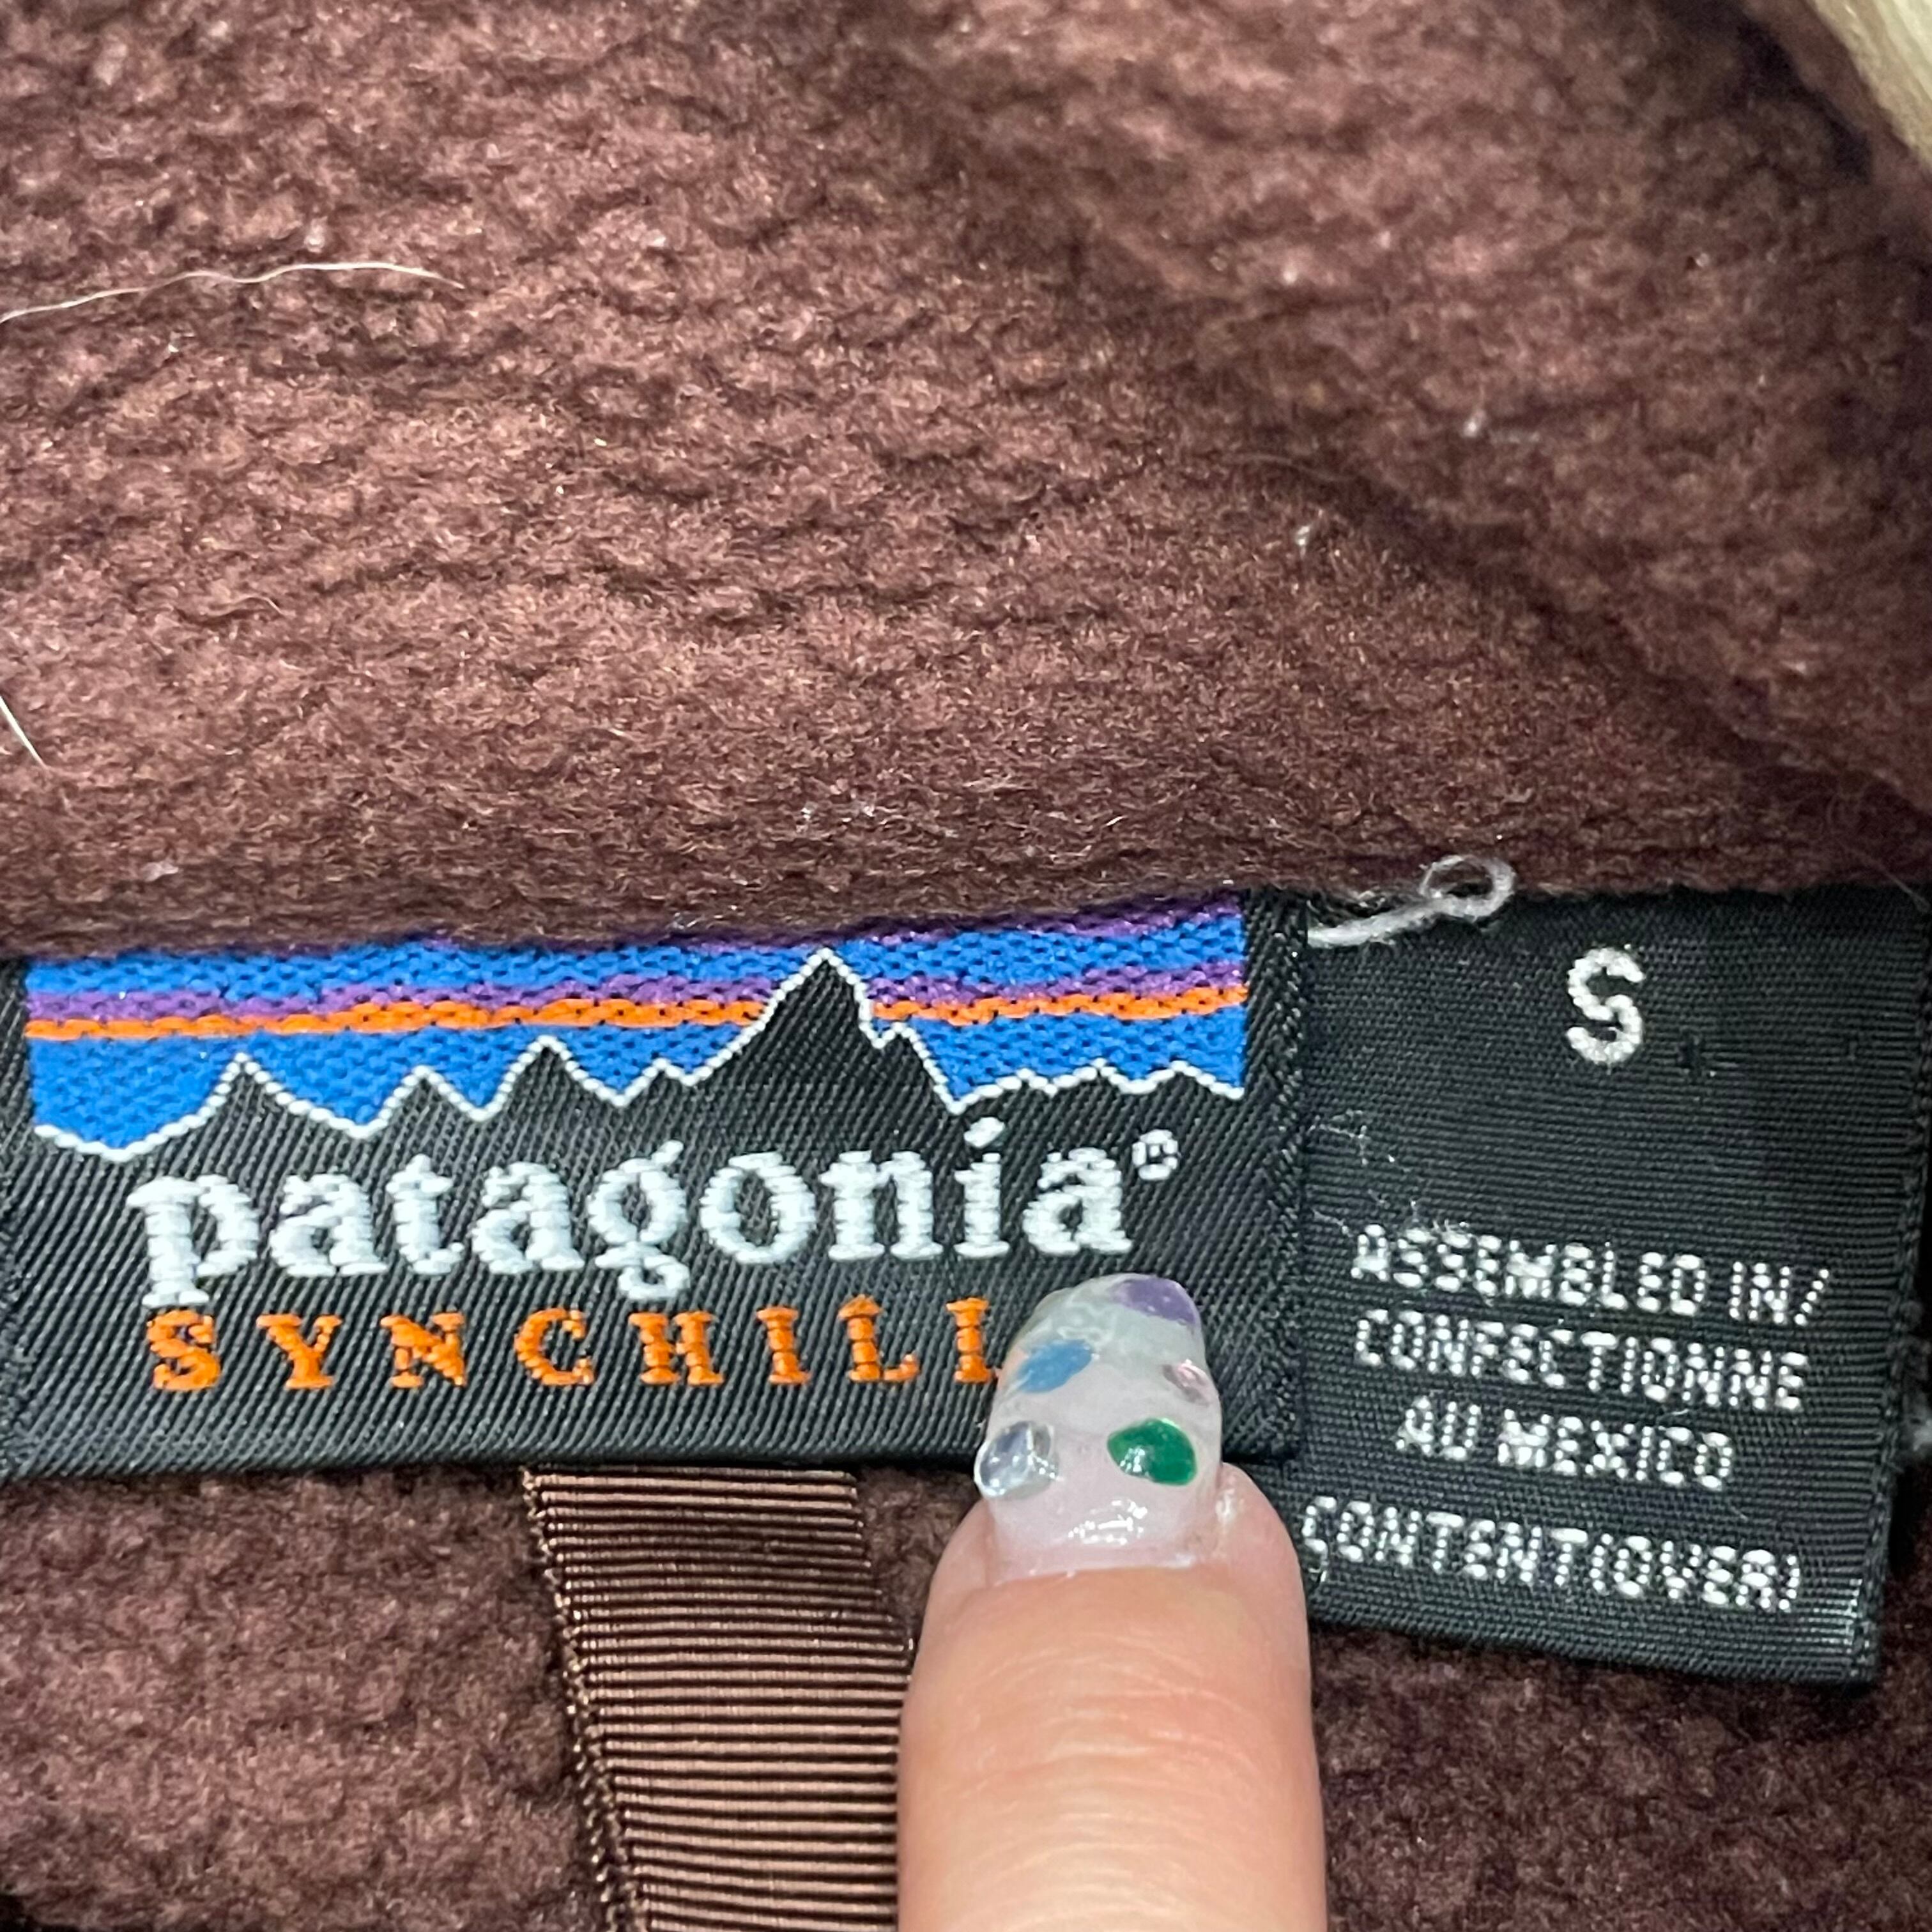 patagonia®
SYNCHILL
S
ASSEMBLED IN/
CONFECTIONNE
AU MEXICO
CONTENT(OVER)